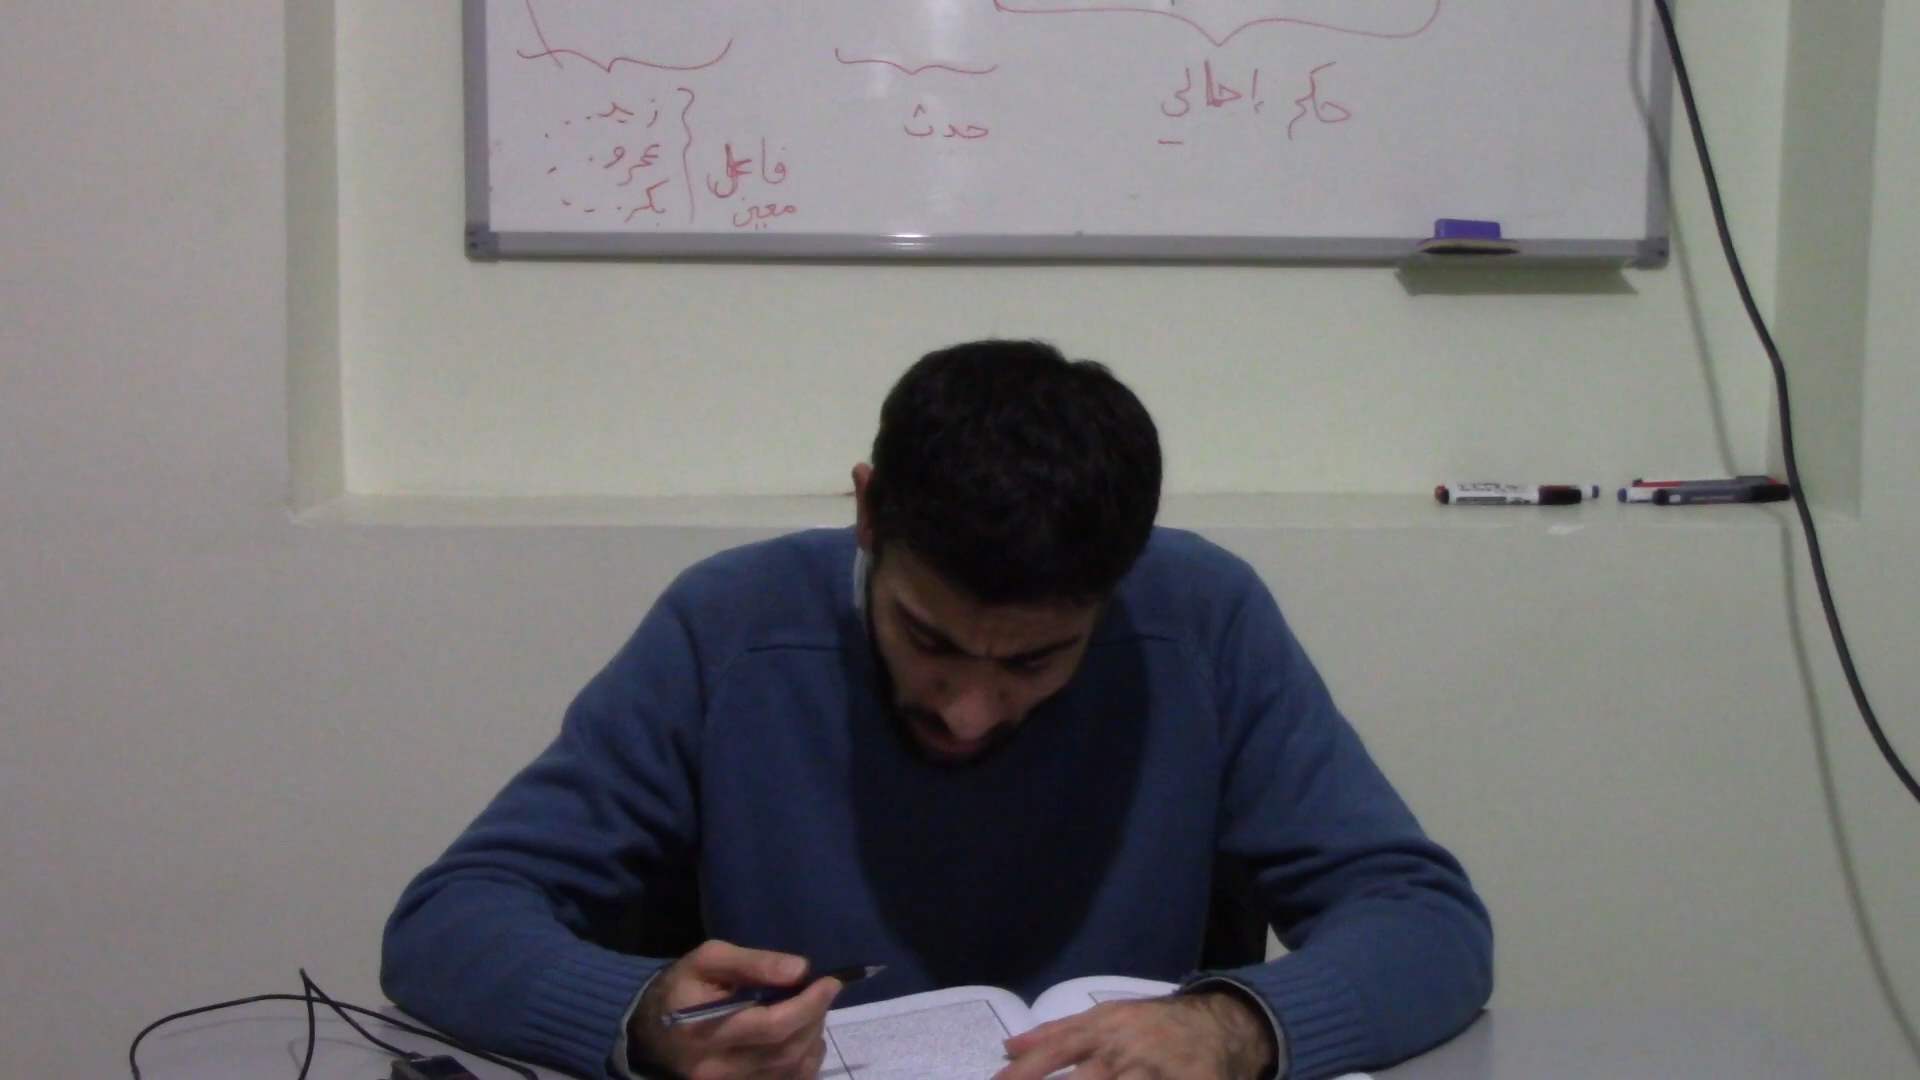 حكم إجمالي
حدث
فاعل
معين
زيد...
عمرو..
بكر...